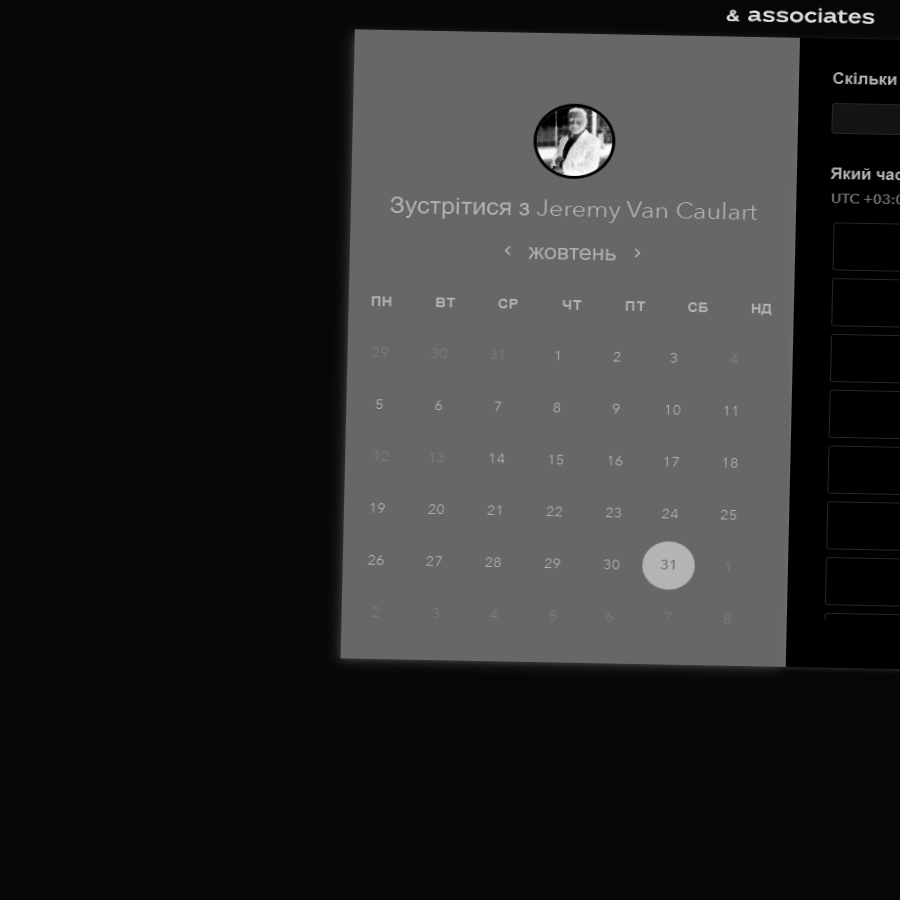 & associates
Зустрітися з Jeremy Van Caulart
жовтень
ПН ВТ СР ЧТ ПТ СБ НД
29 30 31 1 2 3 4
5 6 7 8 9 10 11
12 13 14 15 16 17 18
19 20 21 22 23 24 25
26 27 28 29 30 31 1
2 3 4 5 6 7 8
Скільки
Який
UTC